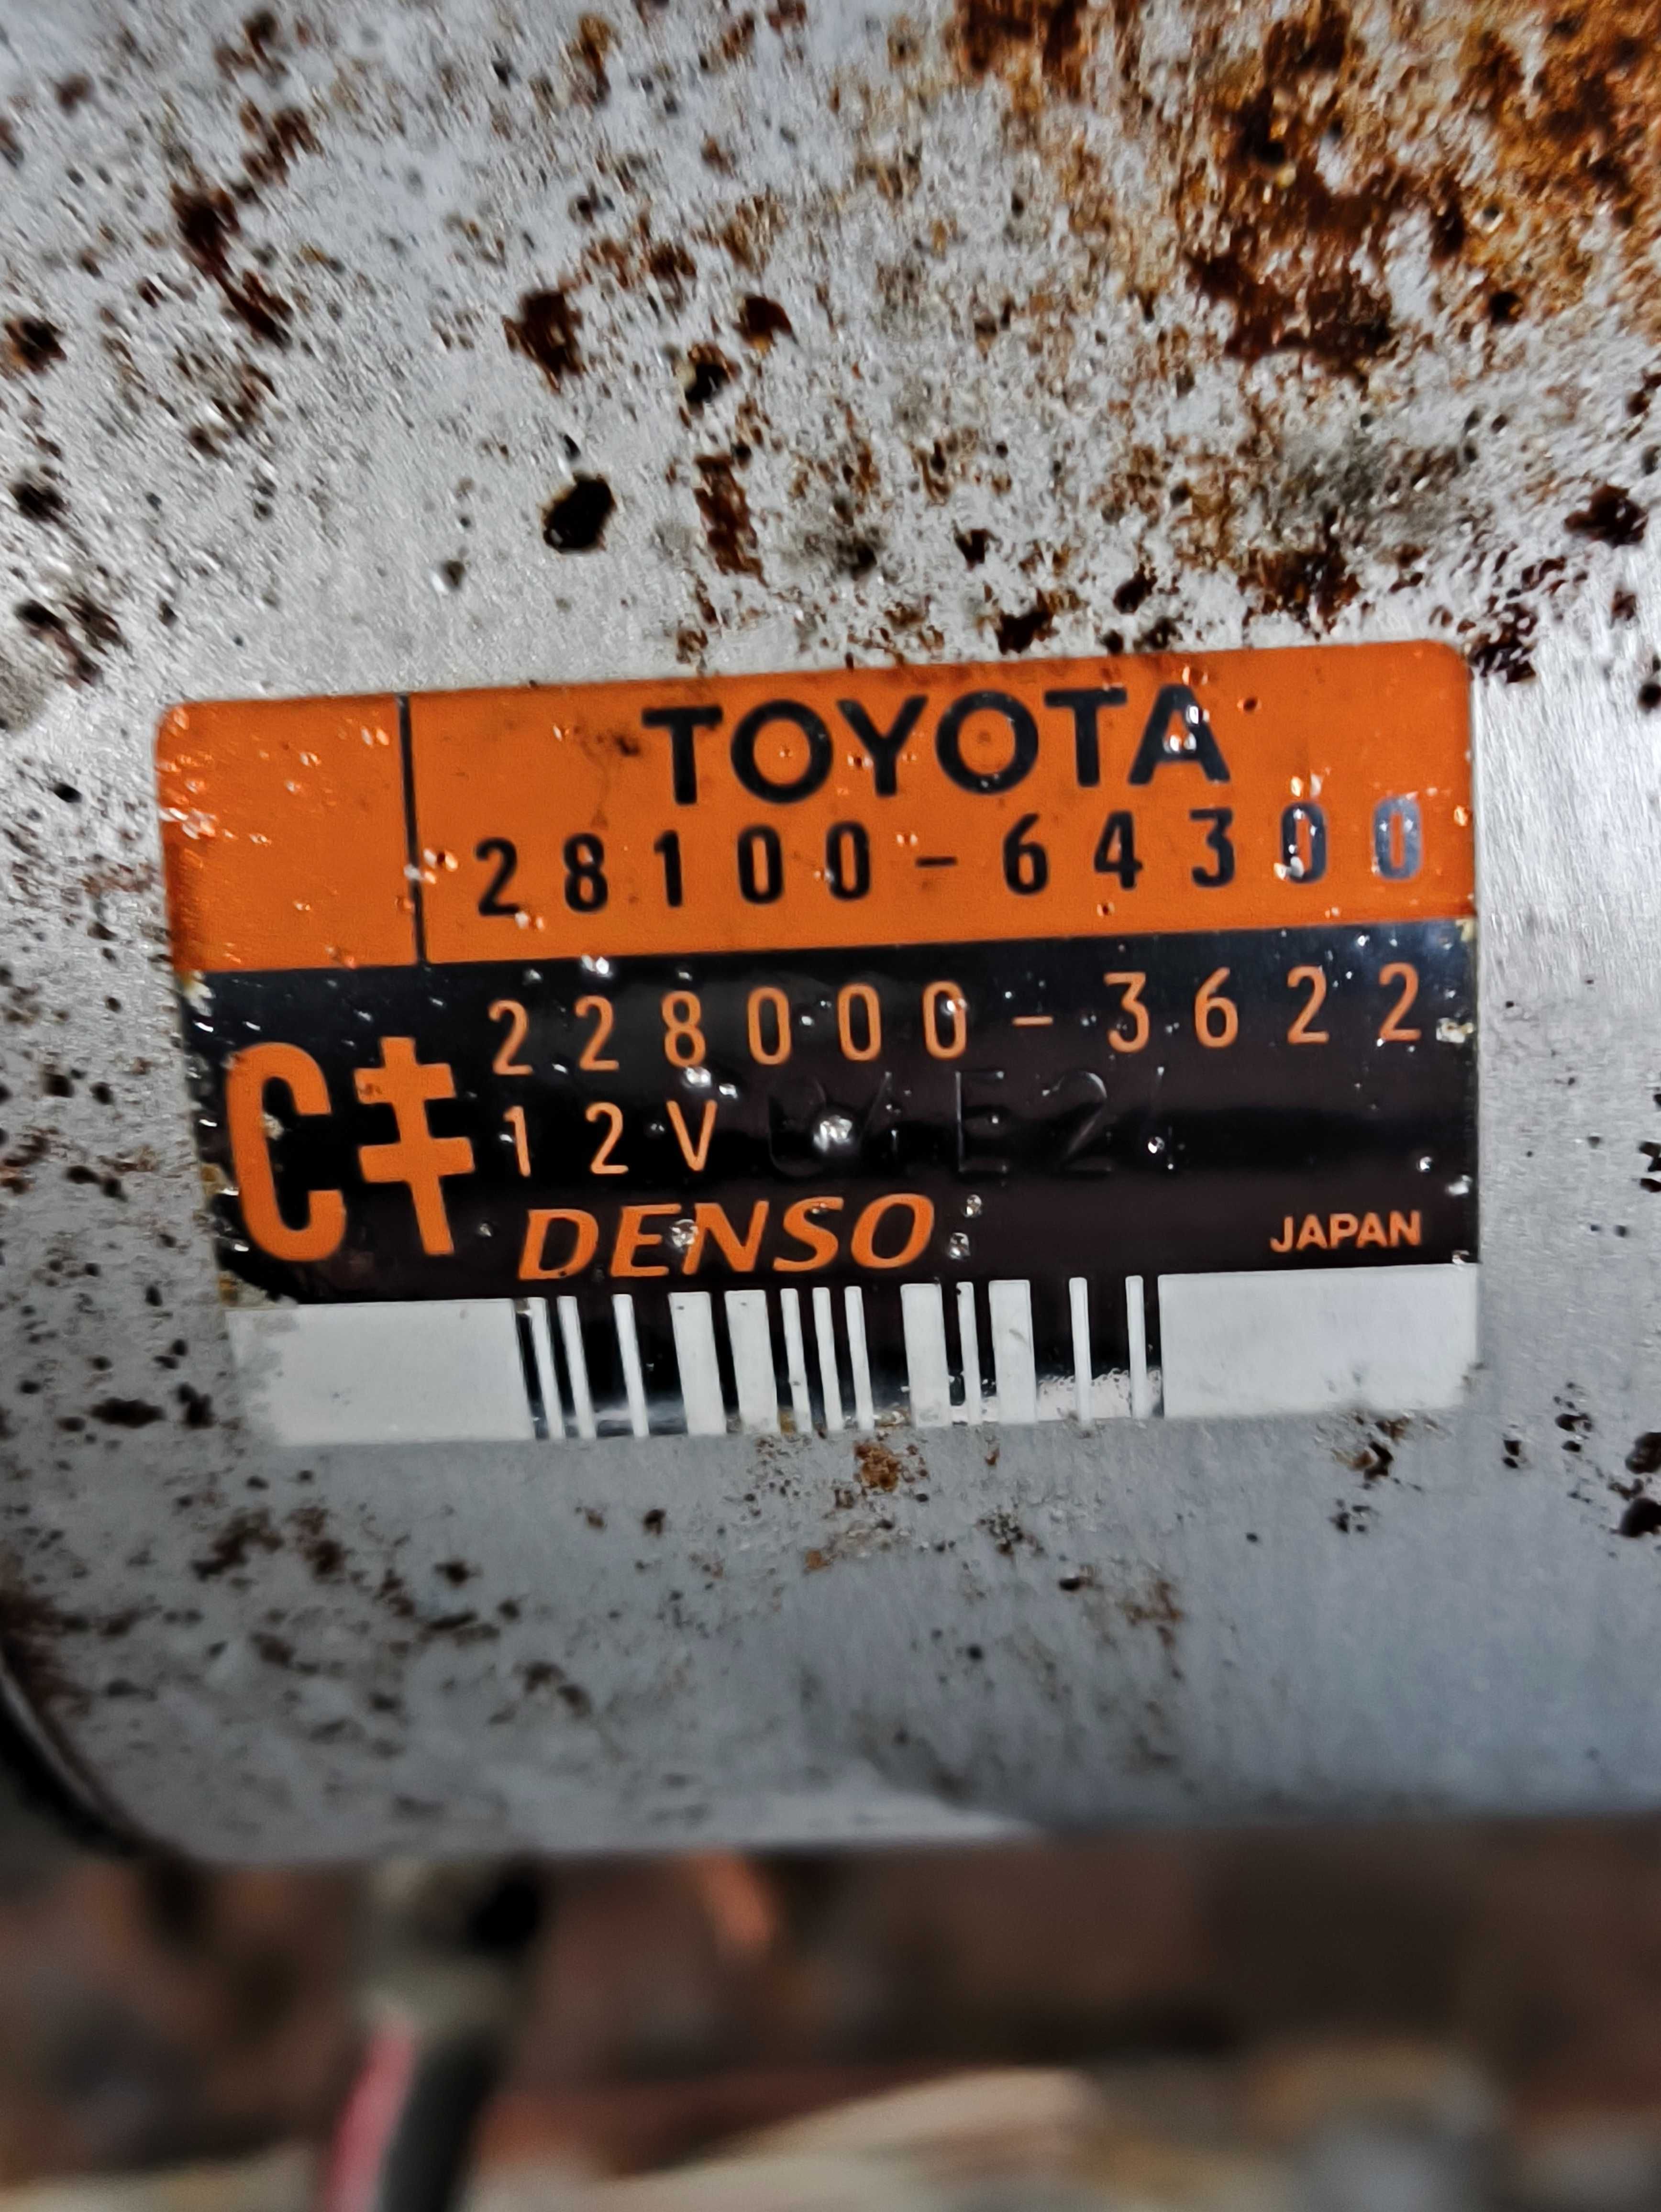 TOYOTA
28100-64300
228000-3622
C‡
12V
DENSO
JAPAN